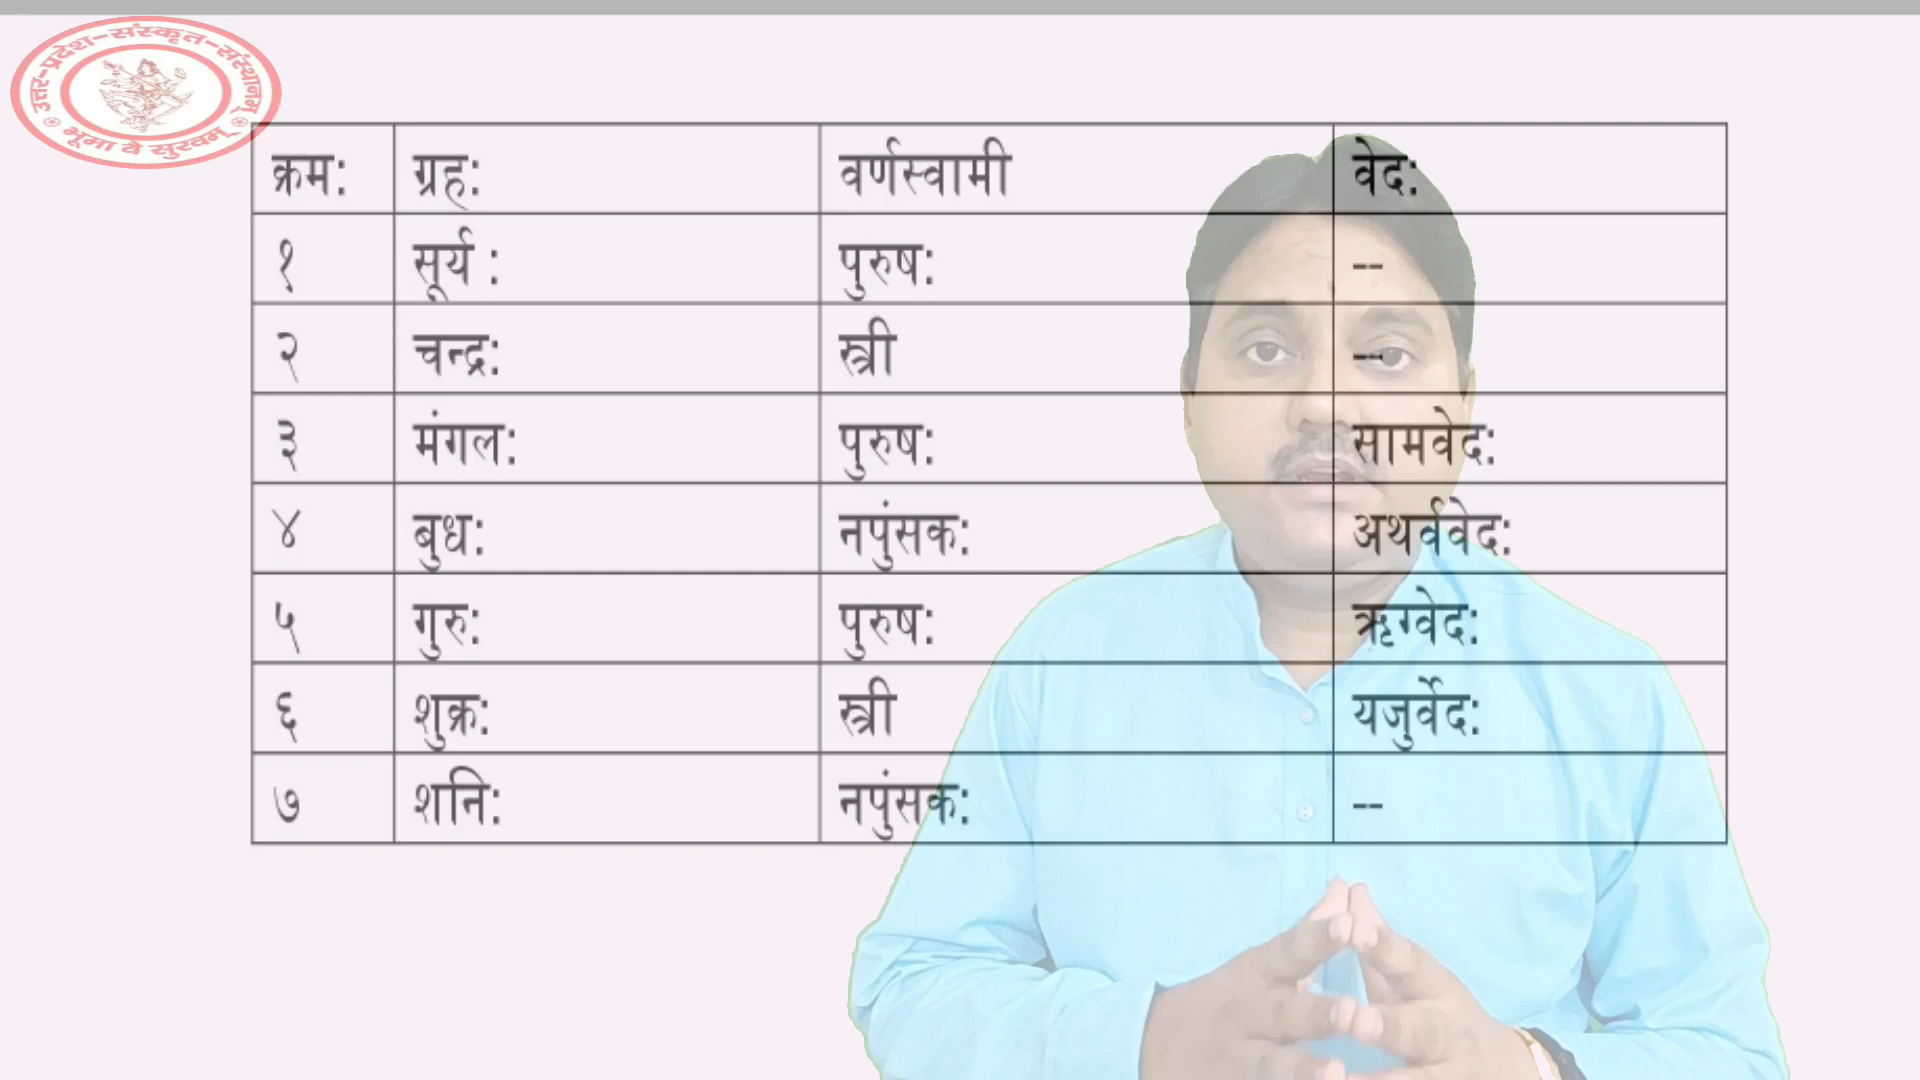 उत्तर-प्रदेश-संस्कृत-संस्थानम्
भूमा वै सुखम्
क्रम: ग्रह: वर्णस्वामी वेद:
१ सूर्य : पुरुष: --
२ चन्द्र: स्त्री --
३ मंगल: पुरुष: सामवेद:
४ बुध: नपुंसक: अथर्ववेद:
५ गुरु: पुरुष: ऋग्वेद:
६ शुक्र: स्त्री यजुर्वेद:
७ शनि: नपुंसक: --